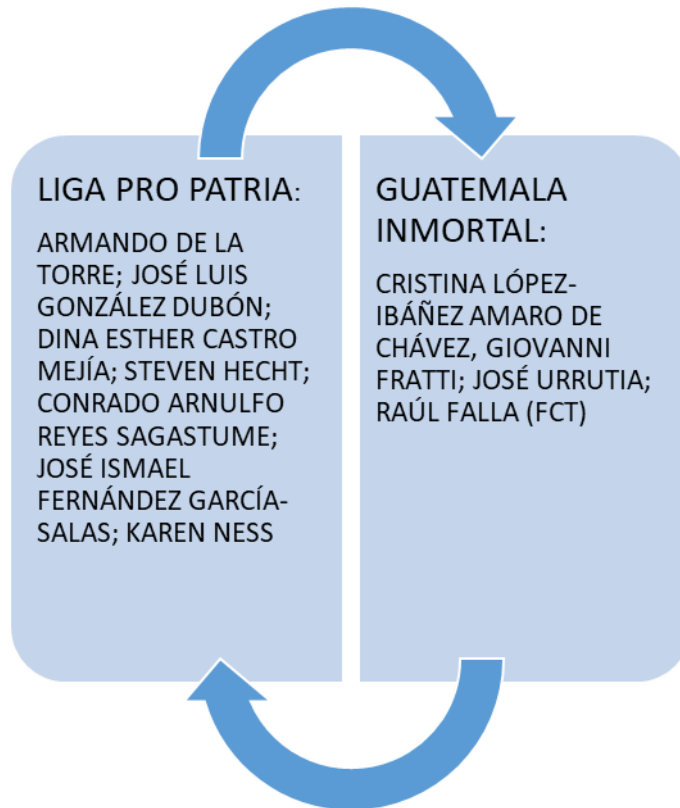 LIGA PRO PATRIA:
ARMANDO DE LA
TORRE; JOSÉ LUIS
GONZÁLEZ DUBÓN;
DINA ESTHER CASTRO
MEJÍA; STEVEN HECHT;
CONRADO ARNULFO
REYES SAGASTUME;
JOSÉ ISMAEL
FERNÁNDEZ GARCÍA-
SALAS; KAREN NESS
GUATEMALA
INMORTAL:
CRISTINA LÓPEZ-
IBÁÑEZ AMARO DE
CHÁVEZ, GIOVANNI
FRATTI; JOSÉ URRUTIA;
RAÚL FALLA (FCT)